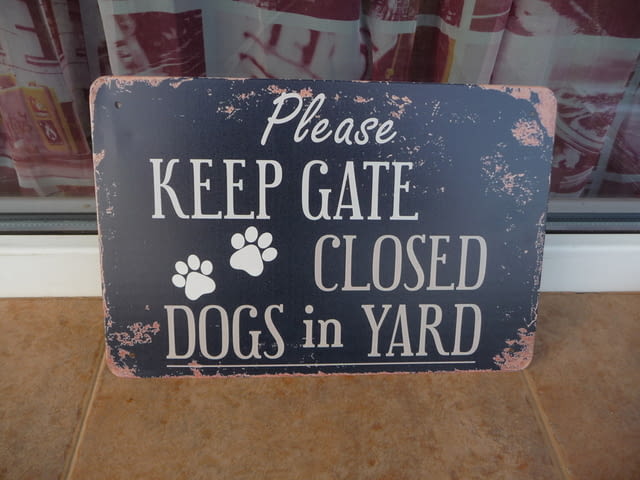 Please
KEEP GATE
CLOSED
DOGS in YARD